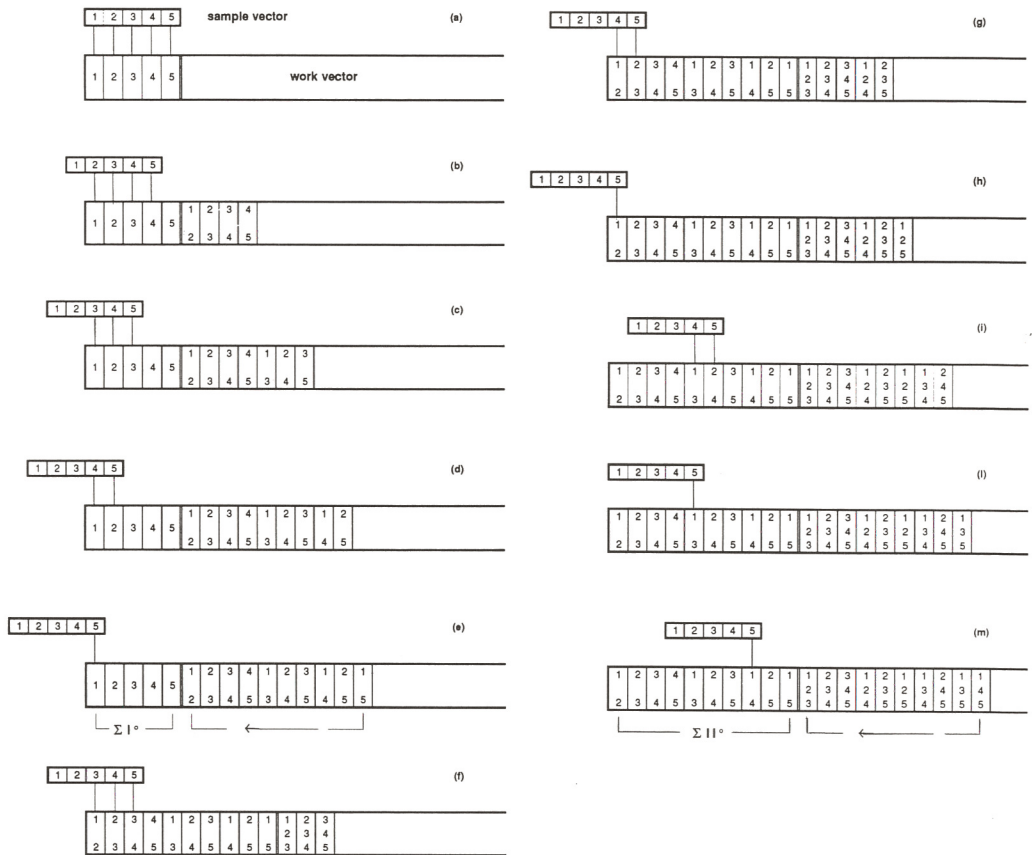 1 2 3 4 5 sample vector (a)
1 2 3 4 5 work vector
1 2 3 4 5 (b)
1 2 3 4
1 2 3 4 5
2 3 4 5
1 2 3 4 5 (c)
1 2 3 4 1 2 3
1 2 3 4 5
2 3 4 5 3 4 5
1 2 3 4 5 (d)
1 2 3 4 1 2 3 1 2
1 2 3 4 5
2 3 4 5 3 4 5 4 5
1 2 3 4 5 (e)
1 2 3 4 1 2 3 1 2 1
1 2 3 4 5
2 3 4 5 3 4 5 4 5 5
Σ I° ←
1 2 3 4 5 (f)
1 2 3 4 1 2 3 1 2 1 1 2 3
2 3 4
2 3 4 5 3 4 5 4 5 5 3 4 5
1 2 3 4 5 (g)
1 2 3 4 1 2 3 1 2 1 1 2 3 1 2
2 3 4 2 3
2 3 4 5 3 4 5 4 5 5 3 4 5 4 5
1 2 3 4 5 (h)
1 2 3 4 1 2 3 1 2 1 1 2 3 1 2 1
2 3 4 2 3 2
2 3 4 5 3 4 5 4 5 5 3 4 5 4 5 5
1 2 3 4 5 (i)
1 2 3 4 1 2 3 1 2 1 1 2 3 1 2 1 1 2
2 3 4 2 3 2 3 4
2 3 4 5 3 4 5 4 5 5 3 4 5 4 5 5 4 5
1 2 3 4 5 (l)
1 2 3 4 1 2 3 1 2 1 1 2 3 1 2 1 1 2 1
2 3 4 2 3 2 3 4 3
2 3 4 5 3 4 5 4 5 5 3 4 5 4 5 5 4 5 5
1 2 3 4 5 (m)
1 2 3 4 1 2 3 1 2 1 1 2 3 1 2 1 1 2 1 1
2 3 4 2 3 2 3 4 3 4
2 3 4 5 3 4 5 4 5 5 3 4 5 4 5 5 4 5 5 5
Σ II° ←